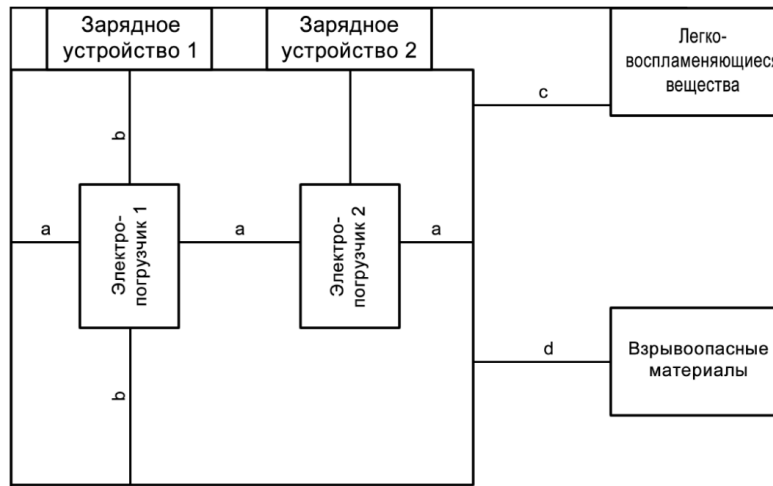 Зарядное
устройство 1
Зарядное
устройство 2
Легко-
воспламеняющиеся
вещества
c
b
a
Электро-
погрузчик 1
a
Электро-
погрузчик 2
a
b
d
Взрывоопасные
материалы